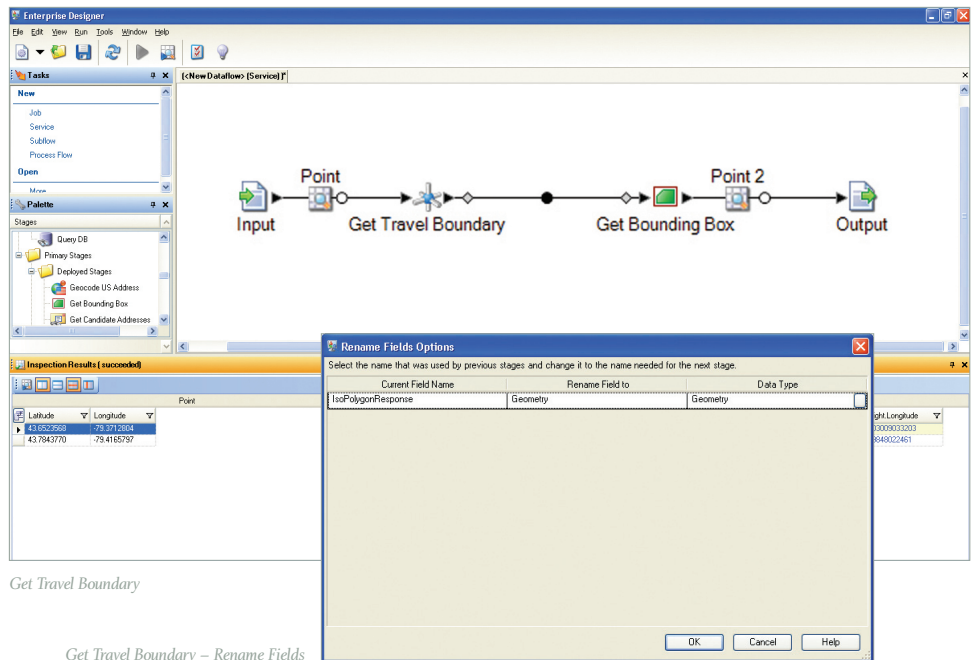 Enterprise Designer
File Edit View Run Tools Window Help
Tasks
[<New Dataflow> (Service)]*
New
Job
Service
Subflow
Process Flow
Open
More
Palette
Stages
Query DB
Primary Stages
Deployed Stages
Geocode US Address
Get Bounding Box
Get Candidate Addresses
Point
Point 2
Input
Get Travel Boundary
Get Bounding Box
Output
Inspection Results ( succeeded)
Point
Latitude Longitude
43.6523568 -79.3712804
43.7843770 -79.4165797
Rename Fields Options
Select the name that was used by previous stages and change it to the name needed for the next stage.
Current Field Name Rename Field to Data Type
IsoPolygonResponse Geometry Geometry
OK Cancel Help
ght.Longitude
Get Travel Boundary
Get Travel Boundary – Rename Fields